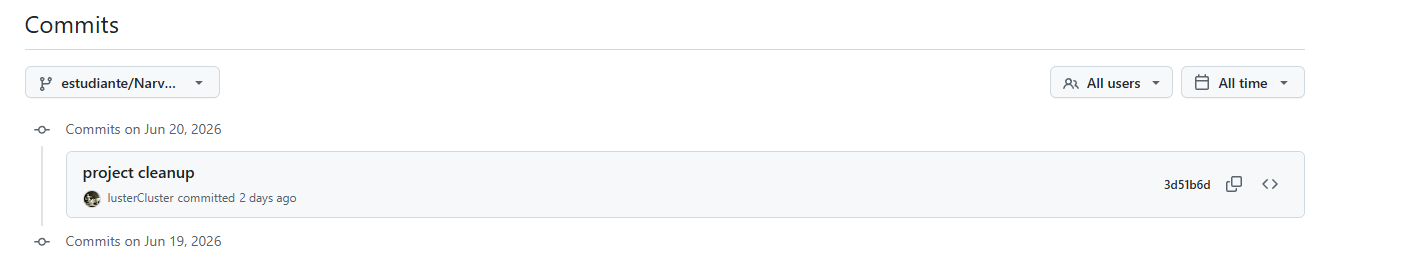 Commits
estudiante/Narv...
All users
All time
Commits on Jun 20, 2026
project cleanup
3d51b6d
lusterCluster committed 2 days ago
Commits on Jun 19, 2026